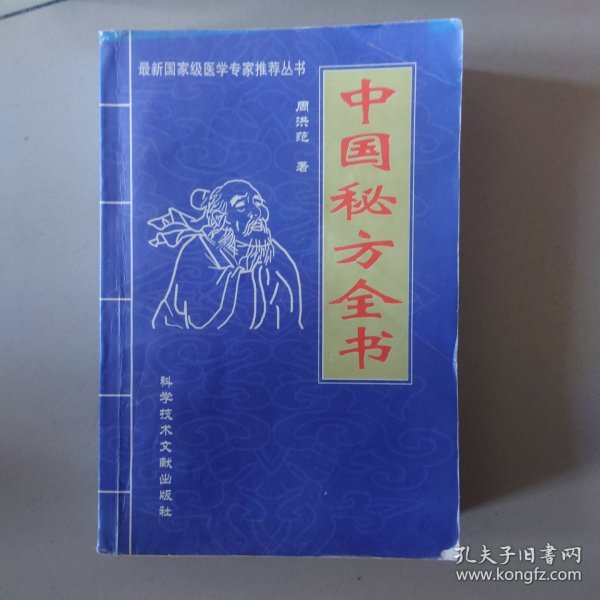 最新国家级医学专家推荐丛书
中国秘方全书
周洪范 著
科学技术文献出版社
孔夫子旧书网
www.kongfz.com